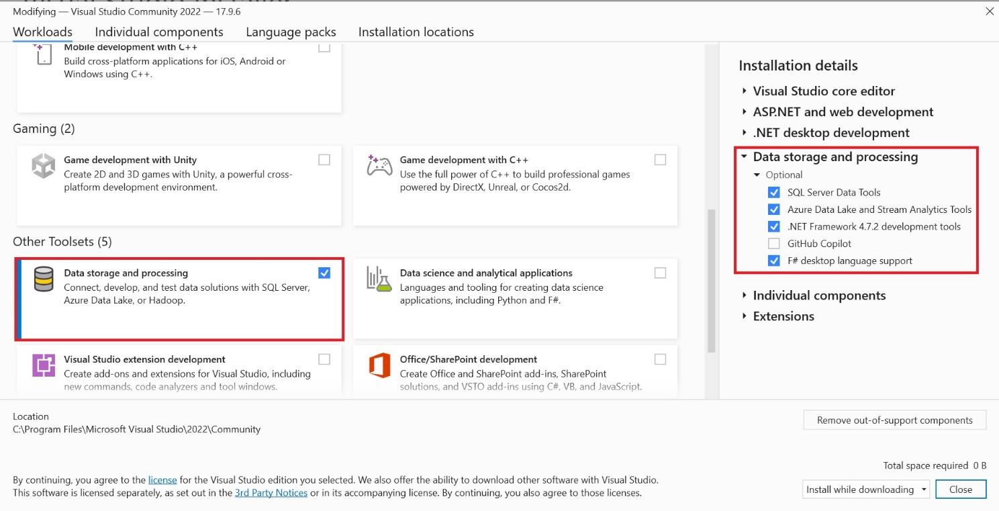 Modifying — Visual Studio Community 2022 — 17.9.6
Workloads
Individual components
Language packs
Installation locations
Mobile development with C++
Build cross-platform applications for iOS, Android or
Windows using C++.
Gaming (2)
Game development with Unity
Create 2D and 3D games with Unity, a powerful cross-
platform development environment.
Game development with C++
Use the full power of C++ to build professional games
powered by DirectX, Unreal, or Cocos2d.
Other Toolsets (5)
Data storage and processing
Connect, develop, and test data solutions with SQL Server,
Azure Data Lake, or Hadoop.
Data science and analytical applications
Languages and tooling for creating data science
applications, including Python and F#.
Visual Studio extension development
Create add-ons and extensions for Visual Studio, including
new commands, code analyzers and tool windows.
Office/SharePoint development
Create Office and SharePoint add-ins, SharePoint
solutions, and VSTO add-ins using C#, VB, and JavaScript.
Installation details
Visual Studio core editor
ASP.NET and web development
.NET desktop development
Data storage and processing
Optional
SQL Server Data Tools
Azure Data Lake and Stream Analytics Tools
.NET Framework 4.7.2 development tools
GitHub Copilot
F# desktop language support
Individual components
Extensions
Location
C:\Program Files\Microsoft Visual Studio\2022\Community
Remove out-of-support components
Total space required 0 B
By continuing, you agree to the license for the Visual Studio edition you selected. We also offer the ability to download other software with Visual Studio.
This software is licensed separately, as set out in the 3rd Party Notices or in its accompanying license. By continuing, you also agree to those licenses.
Install while downloading
Close